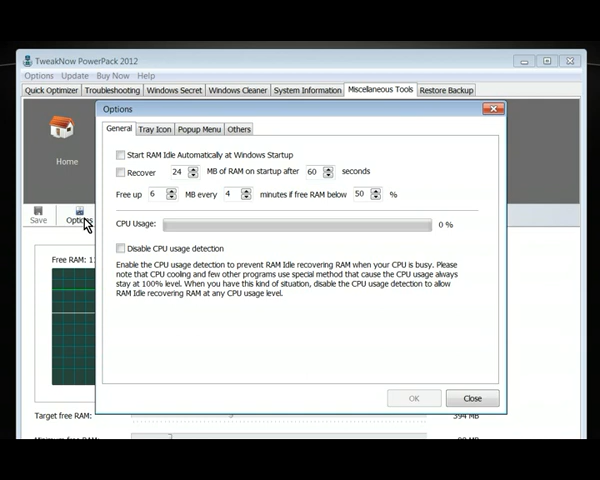 TweakNow PowerPack 2012
Options Update Buy Now Help
Quick Optimizer Troubleshooting Windows Secret Windows Cleaner System Information Miscellaneous Tools Restore Backup
Options
General Tray Icon Popup Menu Others
Home
Start RAM Idle Automatically at Windows Startup
Recover 24 MB of RAM on startup after 60 seconds
Free up 6 MB every 4 minutes if free RAM below 50 %
Save Options
CPU Usage: 0 %
Disable CPU usage detection
Enable the CPU usage detection to prevent RAM Idle recovering RAM when your CPU is busy. Please
note that CPU cooling and few other programs use special method that cause the CPU usage always
stay at 100% level. When you have this kind of situation, disable the CPU usage detection to allow
RAM Idle recovering RAM at any CPU usage level.
Free RAM:
OK Close
Target free RAM: 394 MB